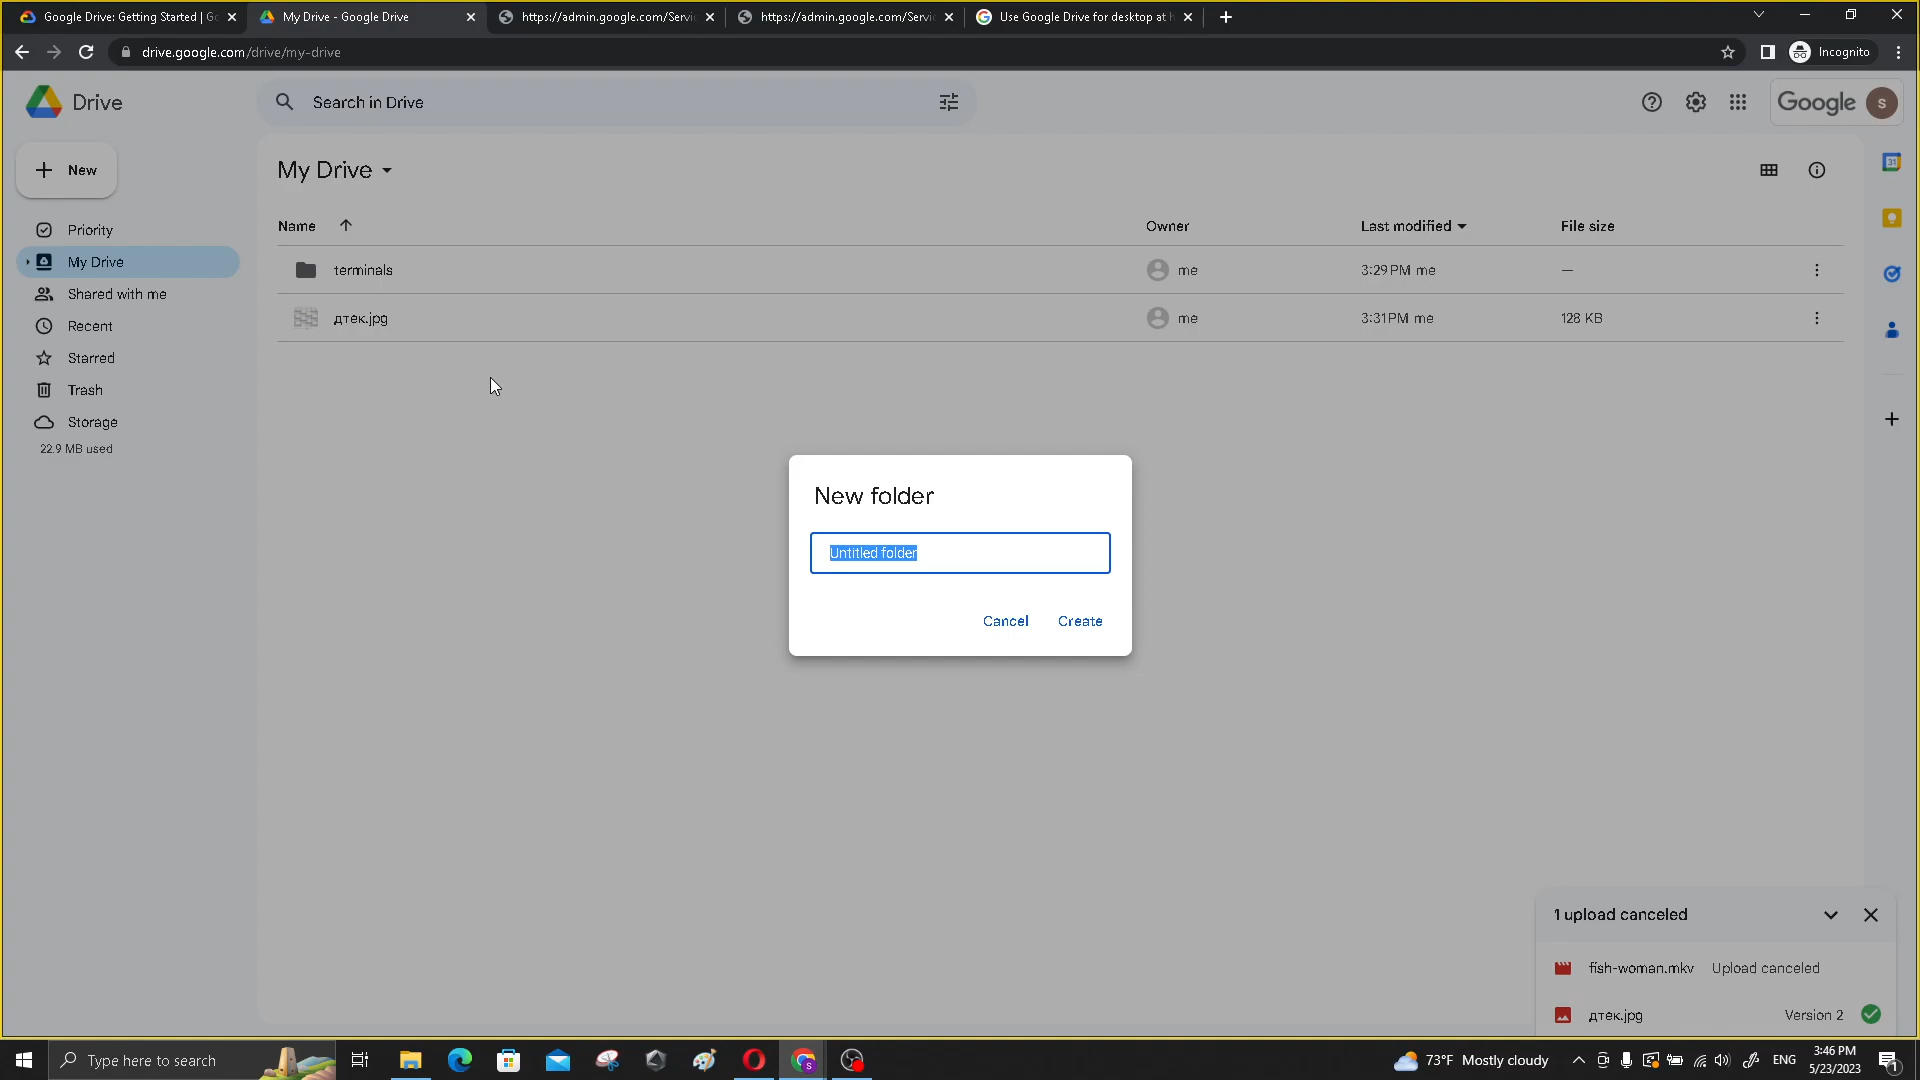 Google Drive: Getting Started | Go
My Drive - Google Drive
https://admin.google.com/Servi
https://admin.google.com/Servi
Use Google Drive for desktop at h
drive.google.com/drive/my-drive
Incognito
Drive
Search in Drive
Google
s
New
My Drive
Priority
My Drive
Shared with me
Recent
Starred
Trash
Storage
22.9 MB used
Name
Owner
Last modified
File size
terminals
me
3:29 PM me
—
дтек.jpg
me
3:31 PM me
128 KB
31
New folder
Untitled folder
Cancel
Create
1 upload canceled
fish-woman.mkv
Upload canceled
дтек.jpg
Version 2
Type here to search
73°F Mostly cloudy
ENG
3:46 PM
5/23/2023
1